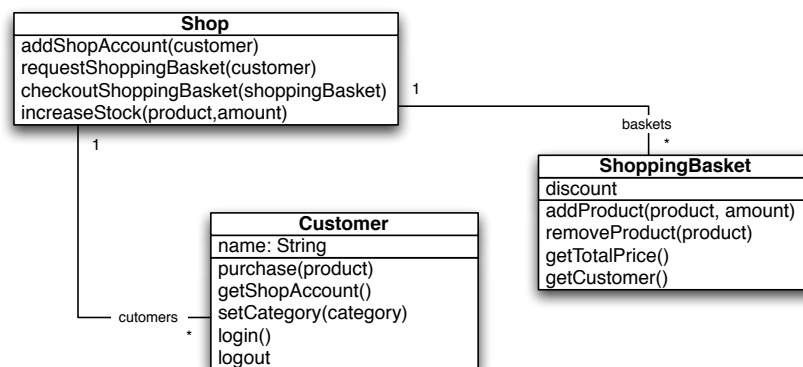 Shop
addShopAccount(customer)
requestShoppingBasket(customer)
checkoutShoppingBasket(shoppingBasket)
increaseStock(product,amount)
1
1
baskets
*
ShoppingBasket
discount
addProduct(product, amount)
removeProduct(product)
getTotalPrice()
getCustomer()
Customer
name: String
purchase(product)
getShopAccount()
setCategory(category)
login()
logout
cutomers
*